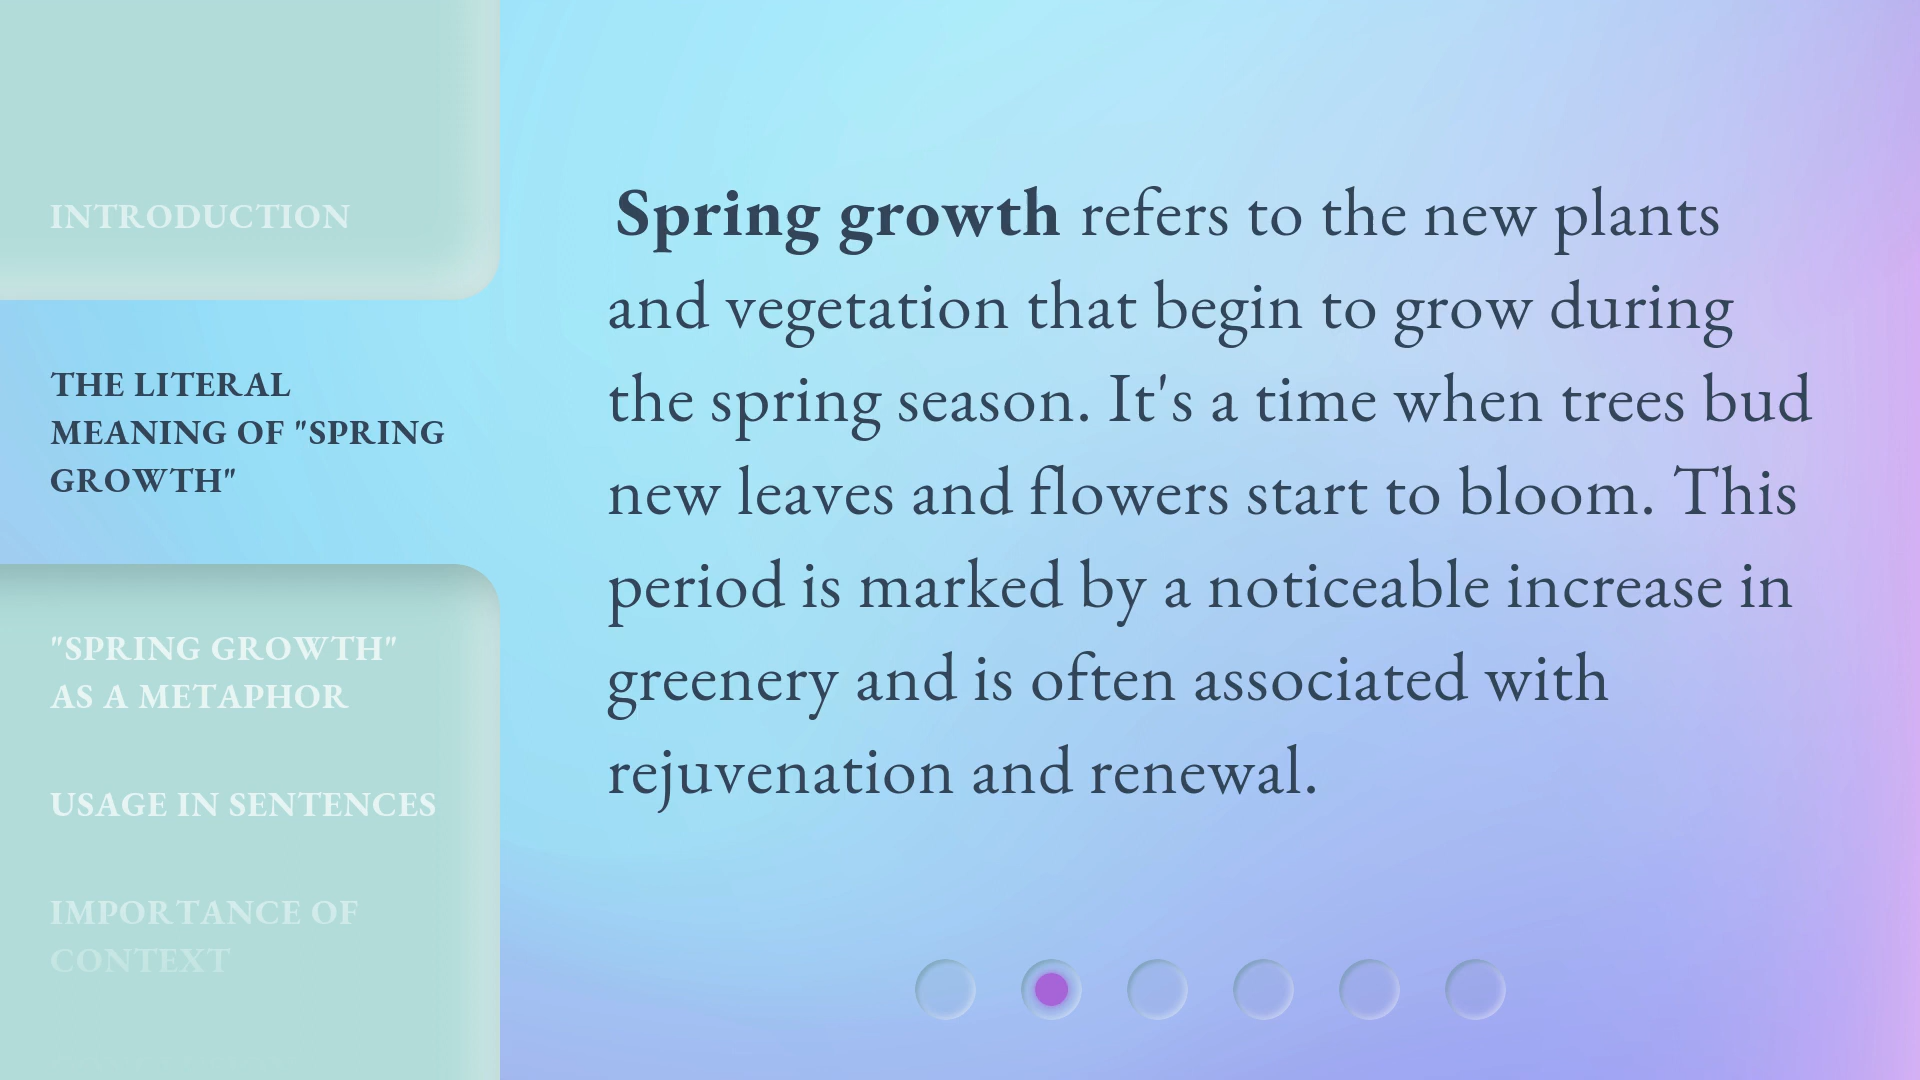 INTRODUCTION
THE LITERAL
MEANING OF "SPRING
GROWTH"
"SPRING GROWTH"
AS A METAPHOR
USAGE IN SENTENCES
IMPORTANCE OF
CONTEXT
Spring growth refers to the new plants
and vegetation that begin to grow during
the spring season. It's a time when trees bud
new leaves and flowers start to bloom. This
period is marked by a noticeable increase in
greenery and is often associated with
rejuvenation and renewal.